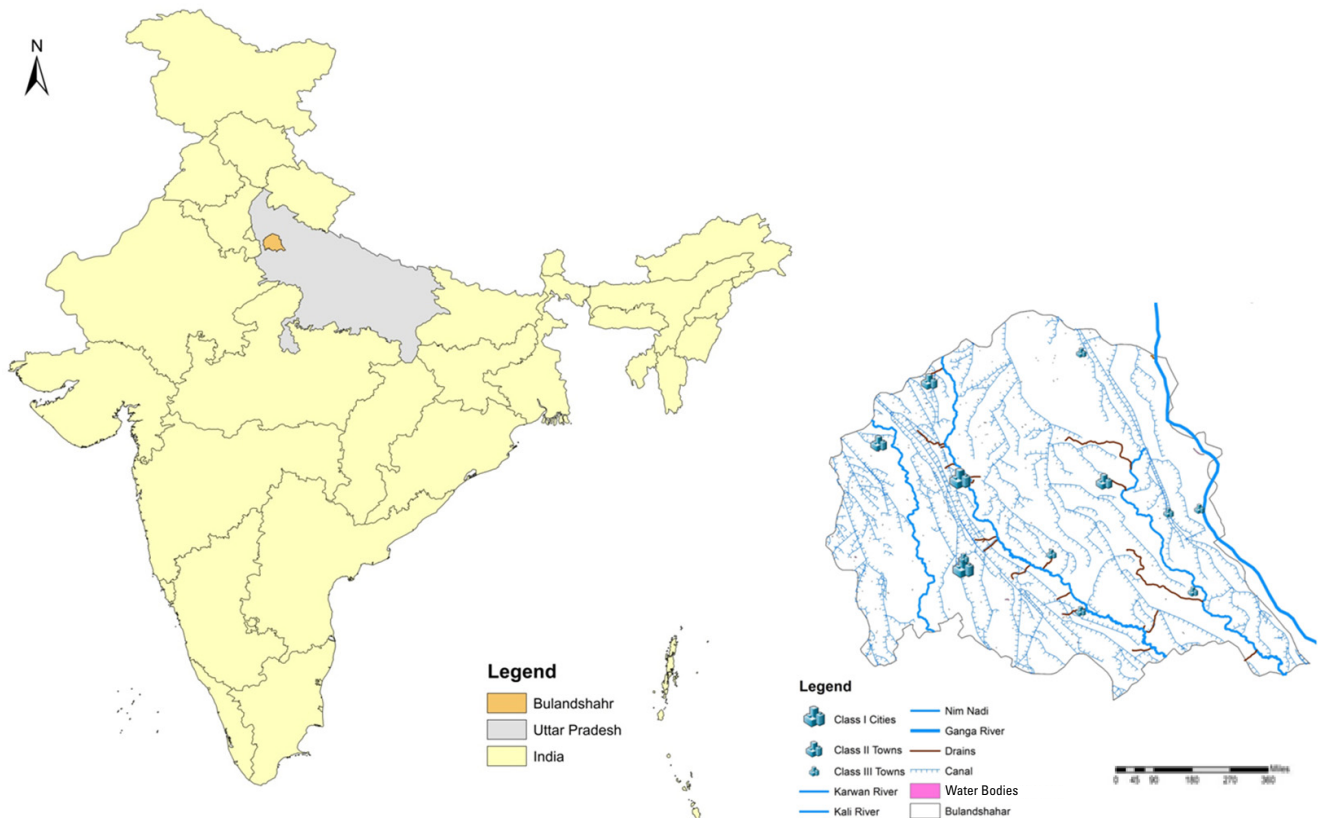 N
Legend
Bulandshahr
Uttar Pradesh
India
Legend
Class I Cities
Class II Towns
Class III Towns
Karwan River
Kali River
Nim Nadi
Ganga River
Drains
Canal
Water Bodies
Bulandshahar
Miles
0 45 90 180 270 360